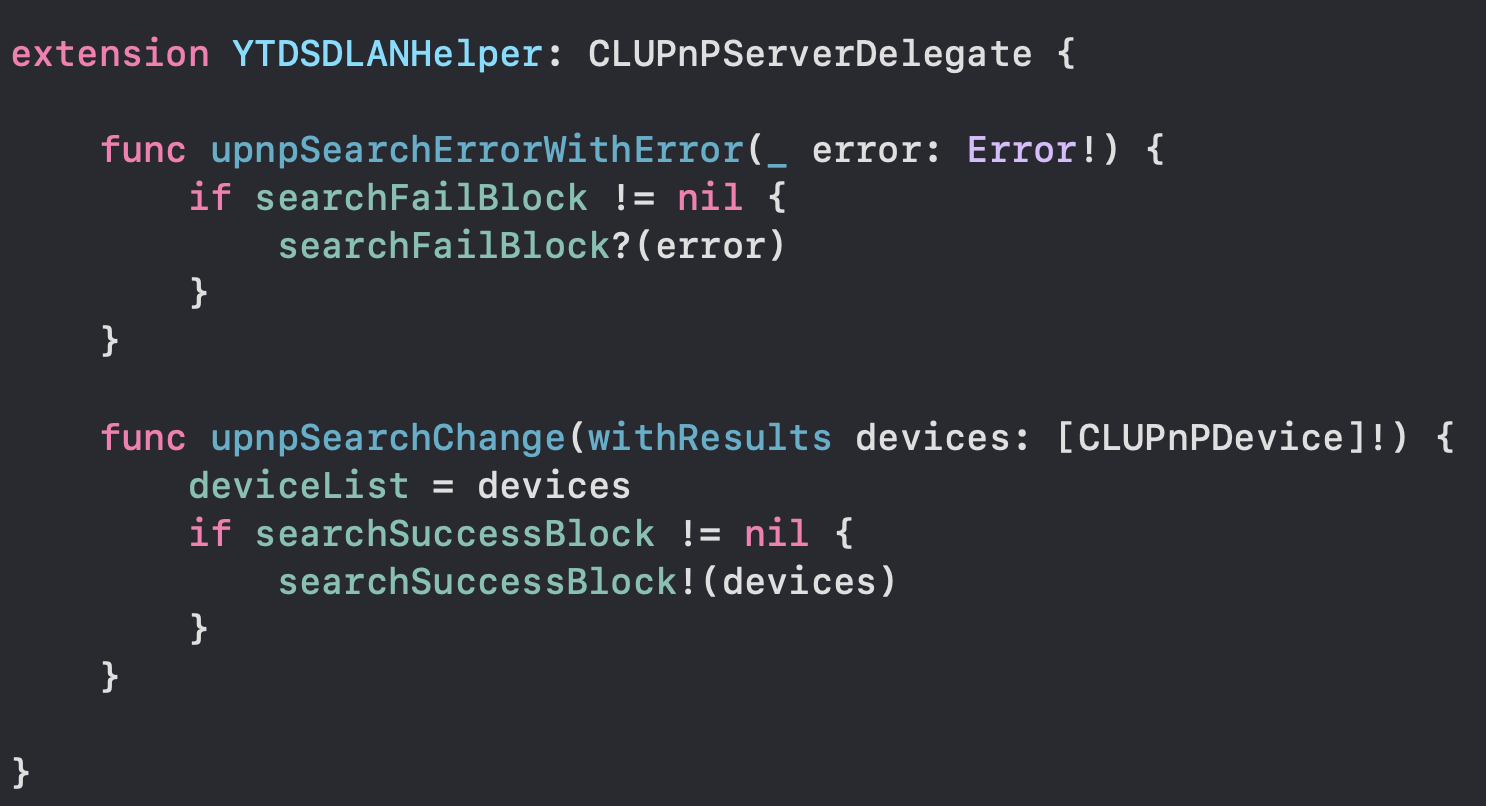 extension YTDSDLANHelper: CLUPnPServerDelegate {
func upnpSearchErrorWithError(_ error: Error!) {
if searchFailBlock != nil {
searchFailBlock?(error)
}
}
func upnpSearchChange(withResults devices: [CLUPnPDevice]!) {
deviceList = devices
if searchSuccessBlock != nil {
searchSuccessBlock!(devices)
}
}
}